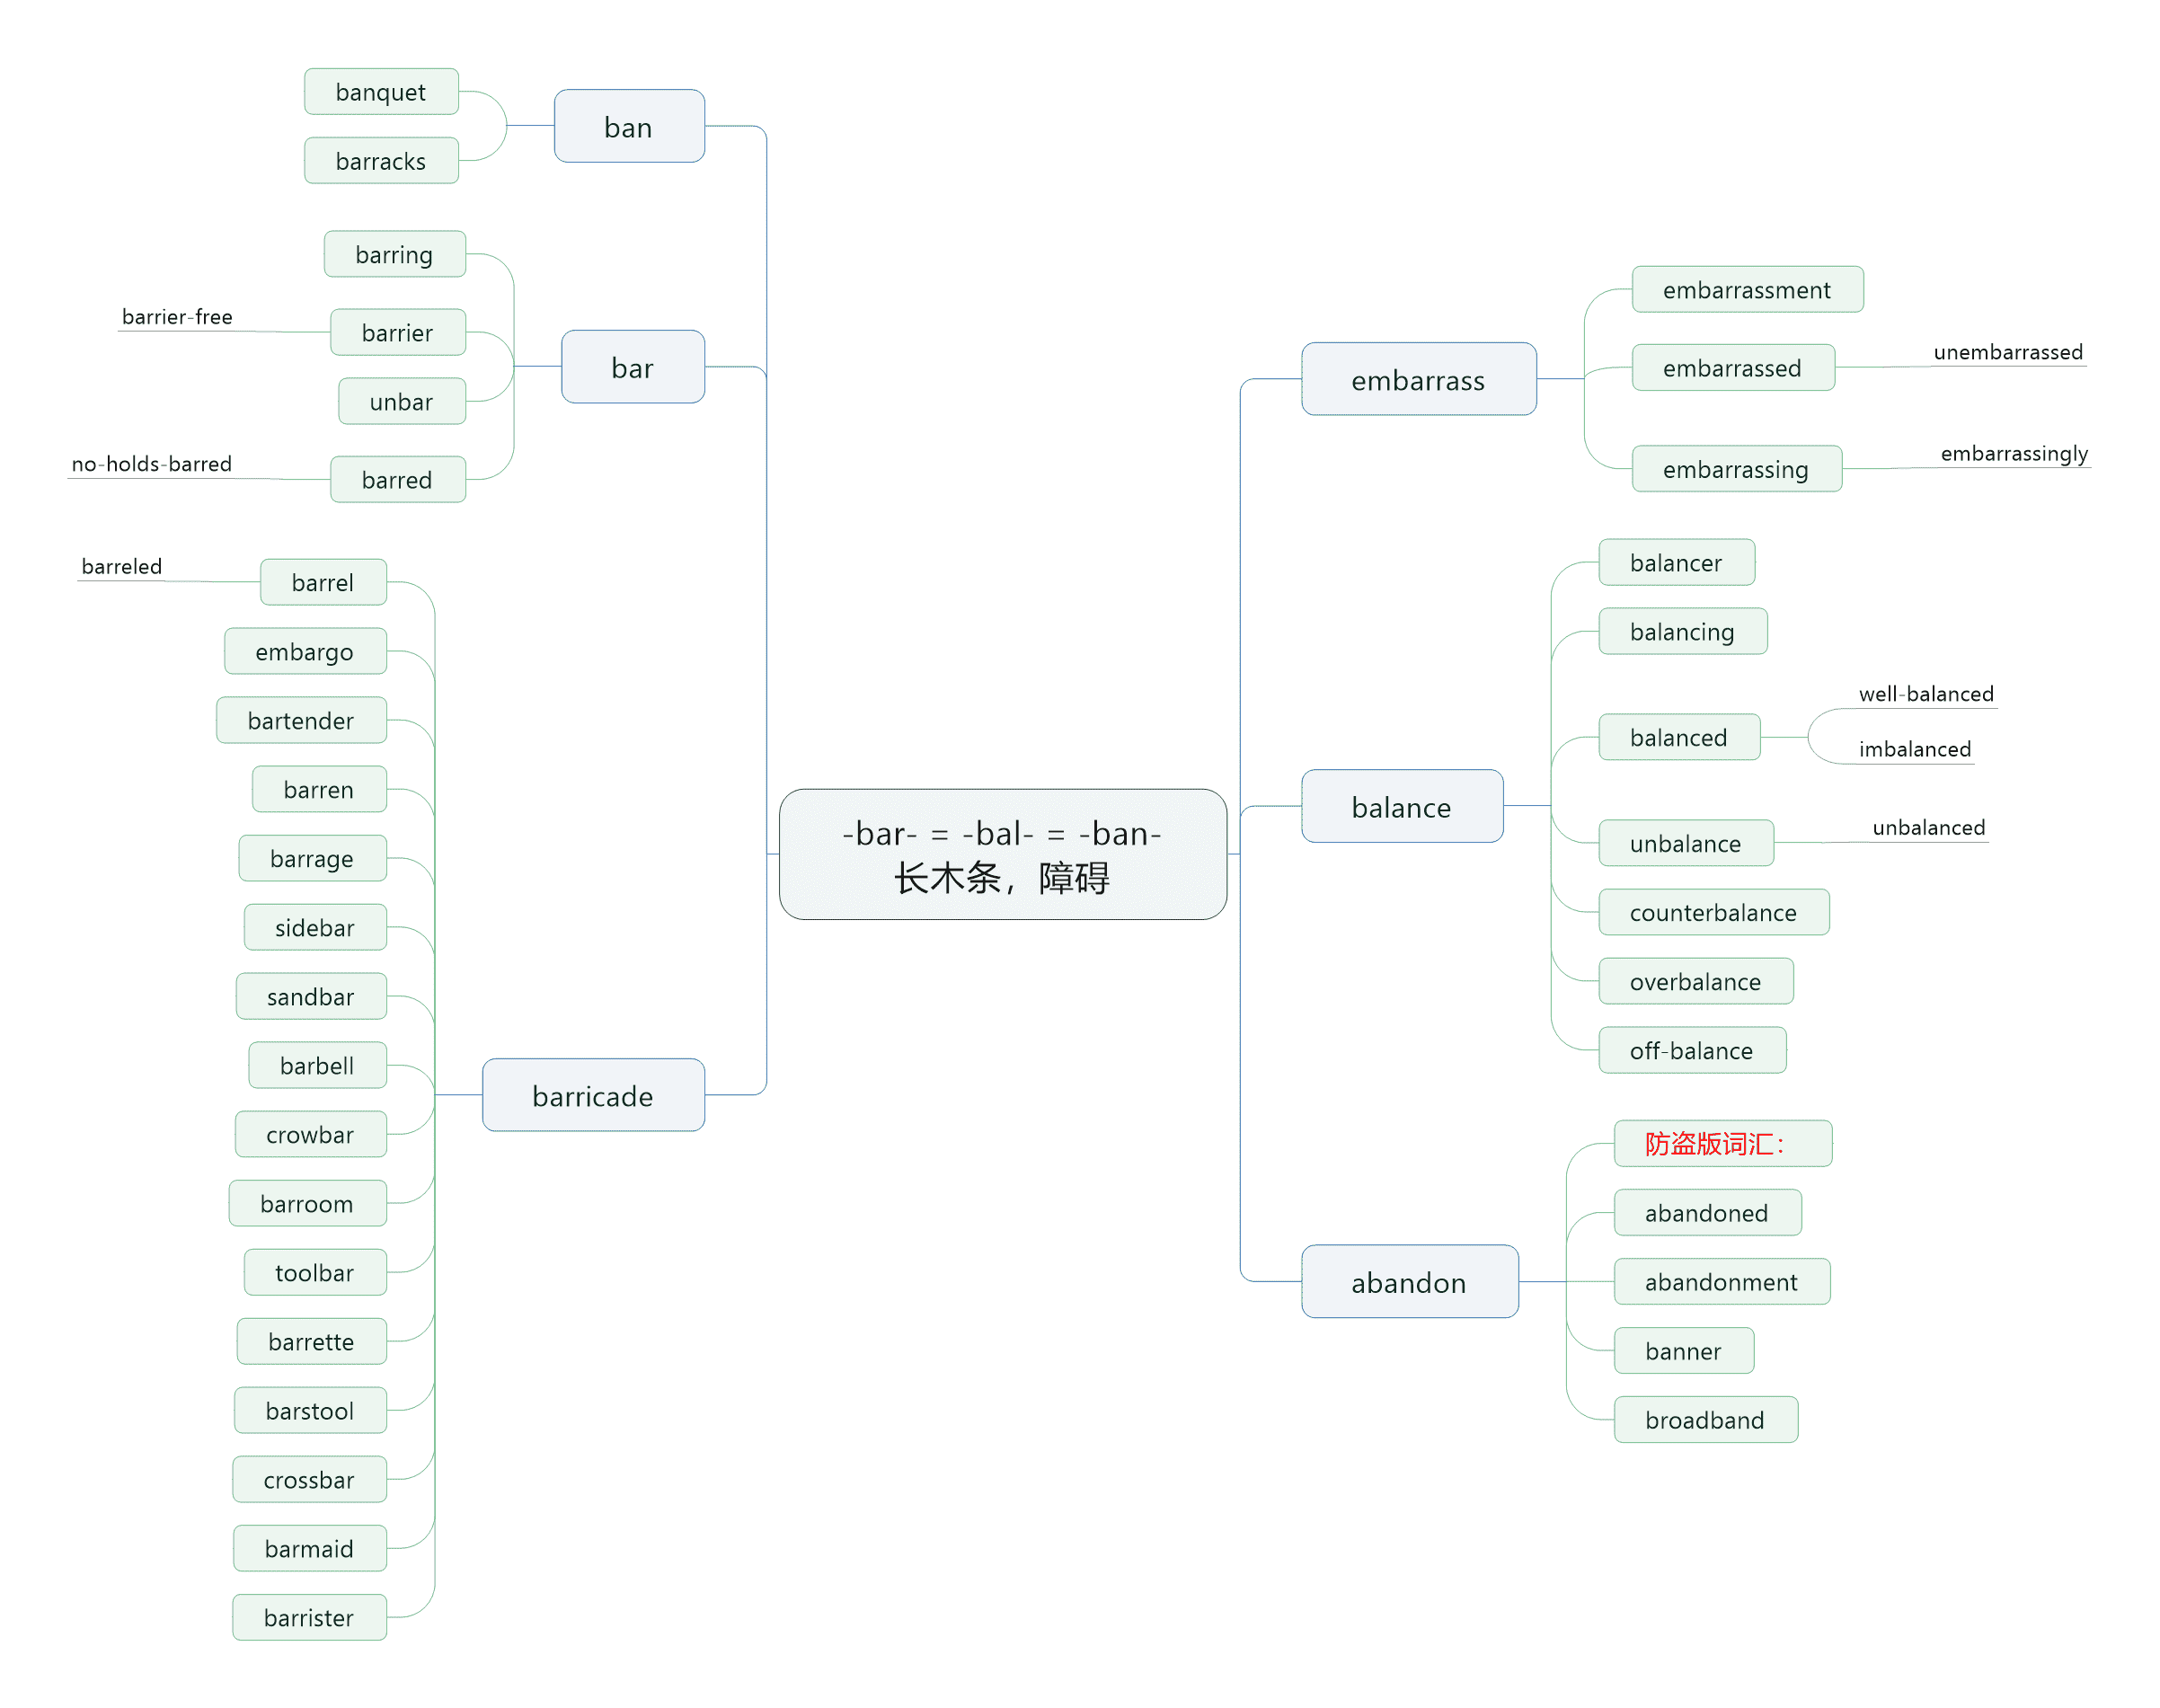 -bar- = -bal- = -ban-
长木条，障碍
ban
banquet
barracks
bar
barring
barrier
barrier-free
unbar
barred
no-holds-barred
barricade
barrel
barreled
embargo
bartender
barren
barrage
sidebar
sandbar
barbell
crowbar
barroom
toolbar
barrette
barstool
crossbar
barmaid
barrister
embarrass
embarrassment
embarrassed
unembarrassed
embarrassing
embarrassingly
balance
balancer
balancing
balanced
well-balanced
imbalanced
unbalance
unbalanced
counterbalance
overbalance
off-balance
abandon
防盗版词汇：
abandoned
abandonment
banner
broadband